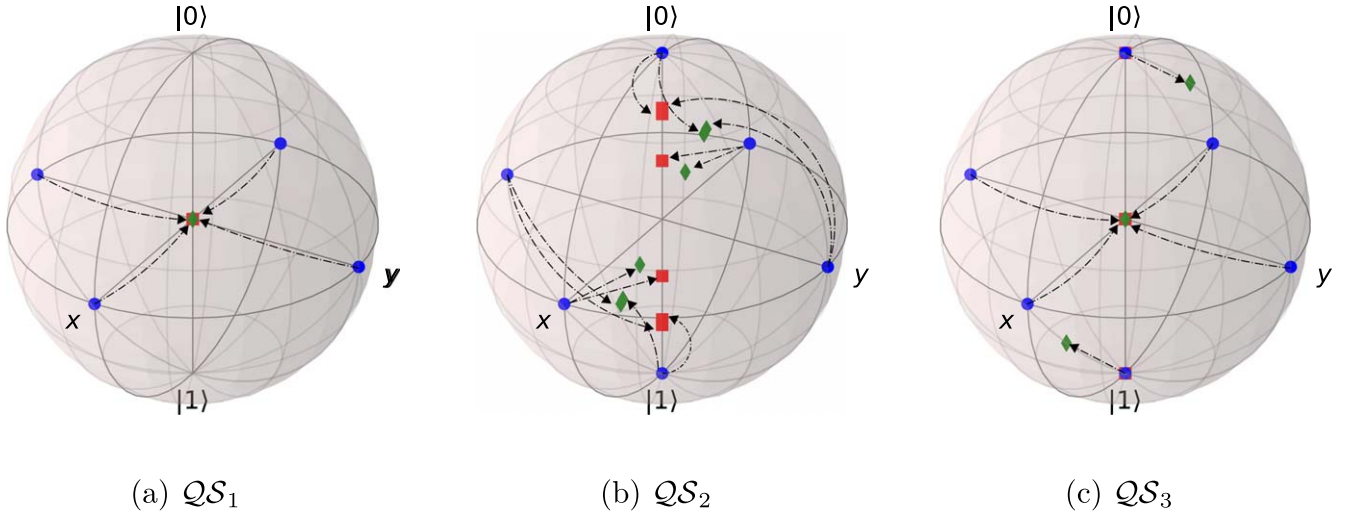 |0⟩ |0⟩ |0⟩
y y y
x x x
|1⟩ |1⟩ |1⟩
(a) 𝒬𝒮₁ (b) 𝒬𝒮₂ (c) 𝒬𝒮₃